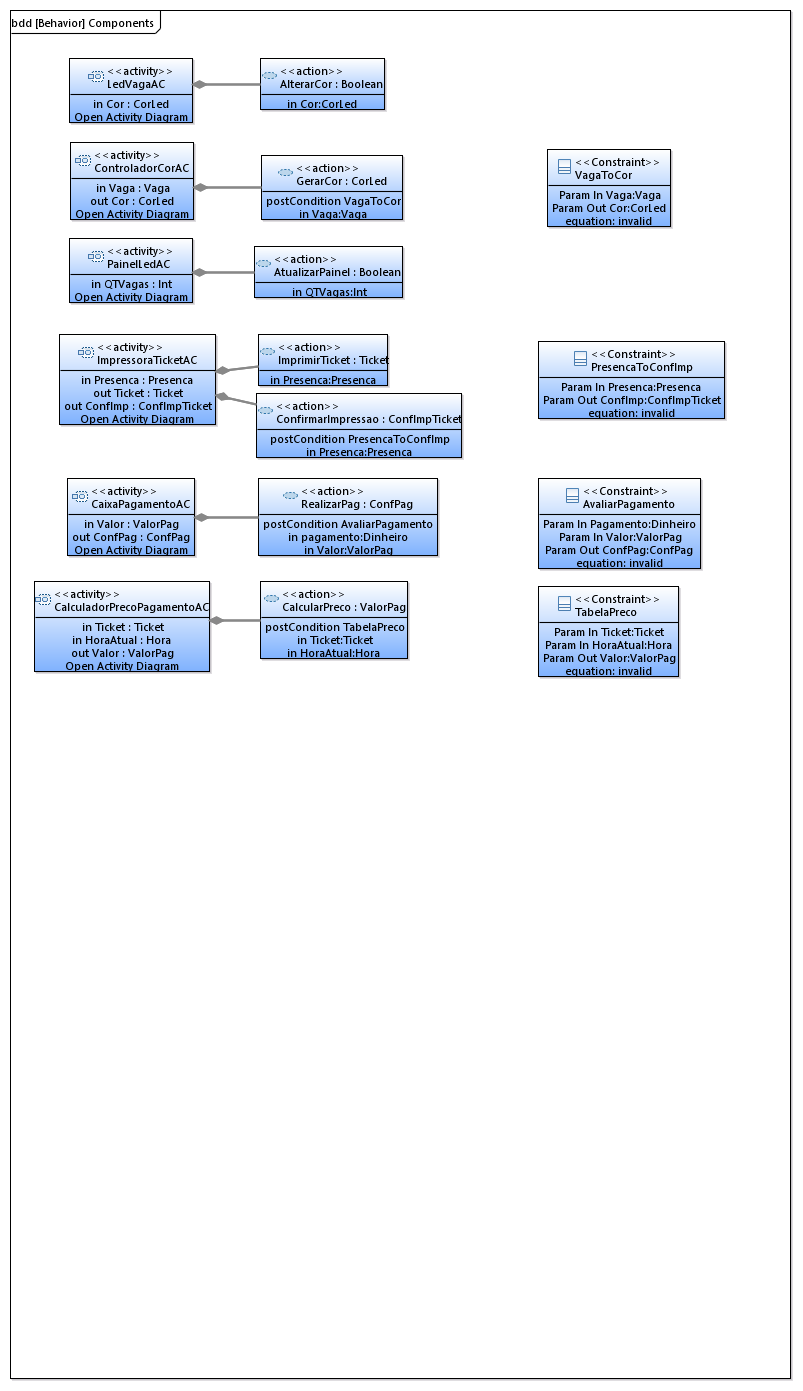 bdd [Behavior] Components
<<activity>>
LedVagaAC
in Cor : CorLed
Open Activity Diagram
<<action>>
AlterarCor : Boolean
in Cor:CorLed
<<activity>>
ControladorCorAC
in Vaga : Vaga
out Cor : CorLed
Open Activity Diagram
<<action>>
GerarCor : CorLed
postCondition VagaToCor
in Vaga:Vaga
<<Constraint>>
VagaToCor
Param In Vaga:Vaga
Param Out Cor:CorLed
equation: invalid
<<activity>>
PainelLedAC
in QTVagas : Int
Open Activity Diagram
<<action>>
AtualizarPainel : Boolean
in QTVagas:Int
<<activity>>
ImpressoraTicketAC
in Presenca : Presenca
out Ticket : Ticket
out ConfImp : ConfImpTicket
Open Activity Diagram
<<action>>
ImprimirTicket : Ticket
in Presenca:Presenca
<<action>>
ConfirmarImpressao : ConfImpTicket
postCondition PresencaToConfImp
in Presenca:Presenca
<<Constraint>>
PresencaToConfImp
Param In Presenca:Presenca
Param Out ConfImp:ConfImpTicket
equation: invalid
<<activity>>
CaixaPagamentoAC
in Valor : ValorPag
out ConfPag : ConfPag
Open Activity Diagram
<<action>>
RealizarPag : ConfPag
postCondition AvaliarPagamento
in pagamento:Dinheiro
in Valor:ValorPag
<<Constraint>>
AvaliarPagamento
Param In Pagamento:Dinheiro
Param In Valor:ValorPag
Param Out ConfPag:ConfPag
equation: invalid
<<activity>>
CalculadorPrecoPagamentoAC
in Ticket : Ticket
in HoraAtual : Hora
out Valor : ValorPag
Open Activity Diagram
<<action>>
CalcularPreco : ValorPag
postCondition TabelaPreco
in Ticket:Ticket
in HoraAtual:Hora
<<Constraint>>
TabelaPreco
Param In Ticket:Ticket
Param In HoraAtual:Hora
Param Out Valor:ValorPag
equation: invalid